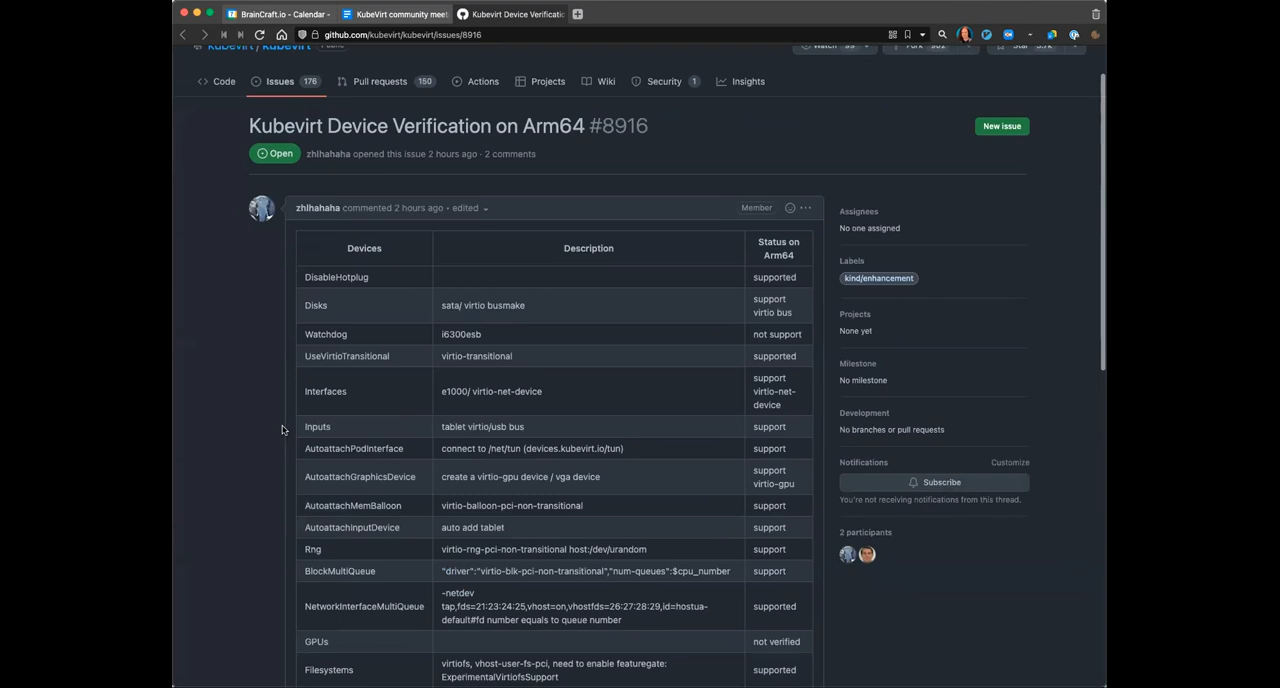 BrainCraft.io - Calendar -
KubeVirt community mee
Kubevirt Device Verificatio
github.com/kubevirt/kubevirt/issues/8916
kubevirt / kubevirt
Public
Watch 99
Fork 902
Star 3.7k
Code
Issues 176
Pull requests 150
Actions
Projects
Wiki
Security 1
Insights
Kubevirt Device Verification on Arm64 #8916
New issue
Open
zhlhahaha opened this issue 2 hours ago · 2 comments
zhlhahaha commented 2 hours ago · edited
Member
Devices
Description
Status on
Arm64
DisableHotplug
supported
Disks
sata/ virtio busmake
support
virtio bus
Watchdog
i6300esb
not support
UseVirtioTransitional
virtio-transitional
supported
Interfaces
e1000/ virtio-net-device
support
virtio-net-
device
Inputs
tablet virtio/usb bus
support
AutoattachPodInterface
connect to /net/tun (devices.kubevirt.io/tun)
support
AutoattachGraphicsDevice
create a virtio-gpu device / vga device
support
virtio-gpu
AutoattachMemBalloon
virtio-balloon-pci-non-transitional
support
AutoattachInputDevice
auto add tablet
support
Rng
virtio-rng-pci-non-transitional host:/dev/urandom
support
BlockMultiQueue
"driver":"virtio-blk-pci-non-transitional","num-queues":$cpu_number
support
NetworkInterfaceMultiQueue
-netdev
tap,fds=21:23:24:25,vhost=on,vhostfds=26:27:28:29,id=hostua-
default#fd number equals to queue number
supported
GPUs
not verified
Filesystems
virtiofs, vhost-user-fs-pci, need to enable featuregate:
ExperimentalVirtiofsSupport
supported
Assignees
No one assigned
Labels
kind/enhancement
Projects
None yet
Milestone
No milestone
Development
No branches or pull requests
Notifications
Customize
Subscribe
You're not receiving notifications from this thread.
2 participants